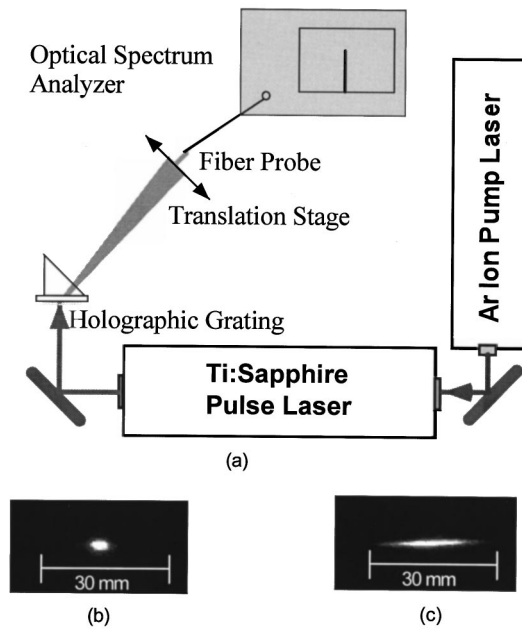 Optical Spectrum
Analyzer
Fiber Probe
Translation Stage
Ar Ion Pump Laser
Holographic Grating
Ti:Sapphire
Pulse Laser
(a)
30 mm
(b)
30 mm
(c)